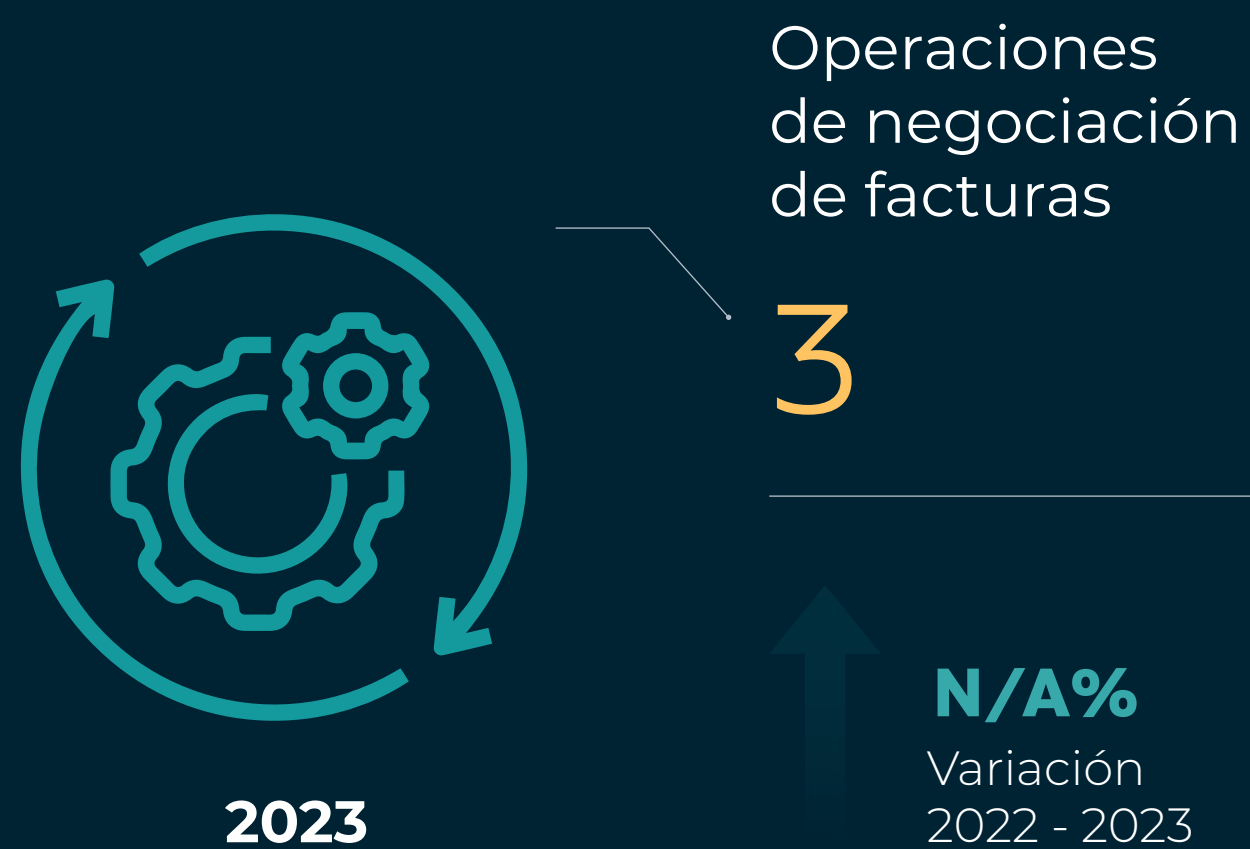 Operaciones
de negociación
de facturas
3
N/A%
Variación
2022 - 2023
2023